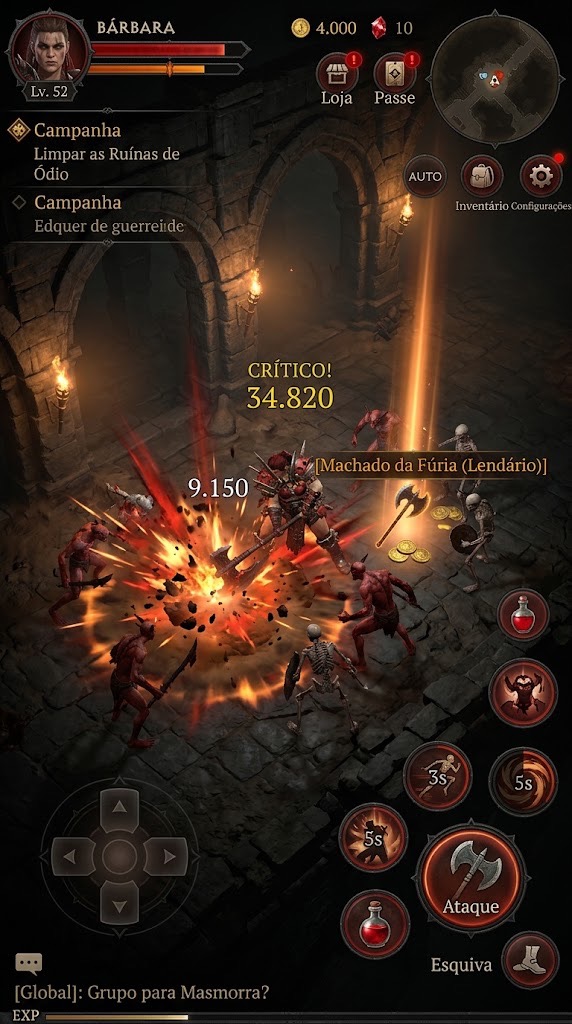 BÁRBARA
4.000
10
Lv. 52
Loja
Passe
Campanha
Limpar as Ruínas de
Ódio
Campanha
Edquer de
AUTO
Inventário
Configurações
CRÍTICO!
34.820
[Machado da Fúria (Lendário)]
9.150
3s
5s
5s
Ataque
Esquiva
[Global]: Grupo para Masmorra?
EXP